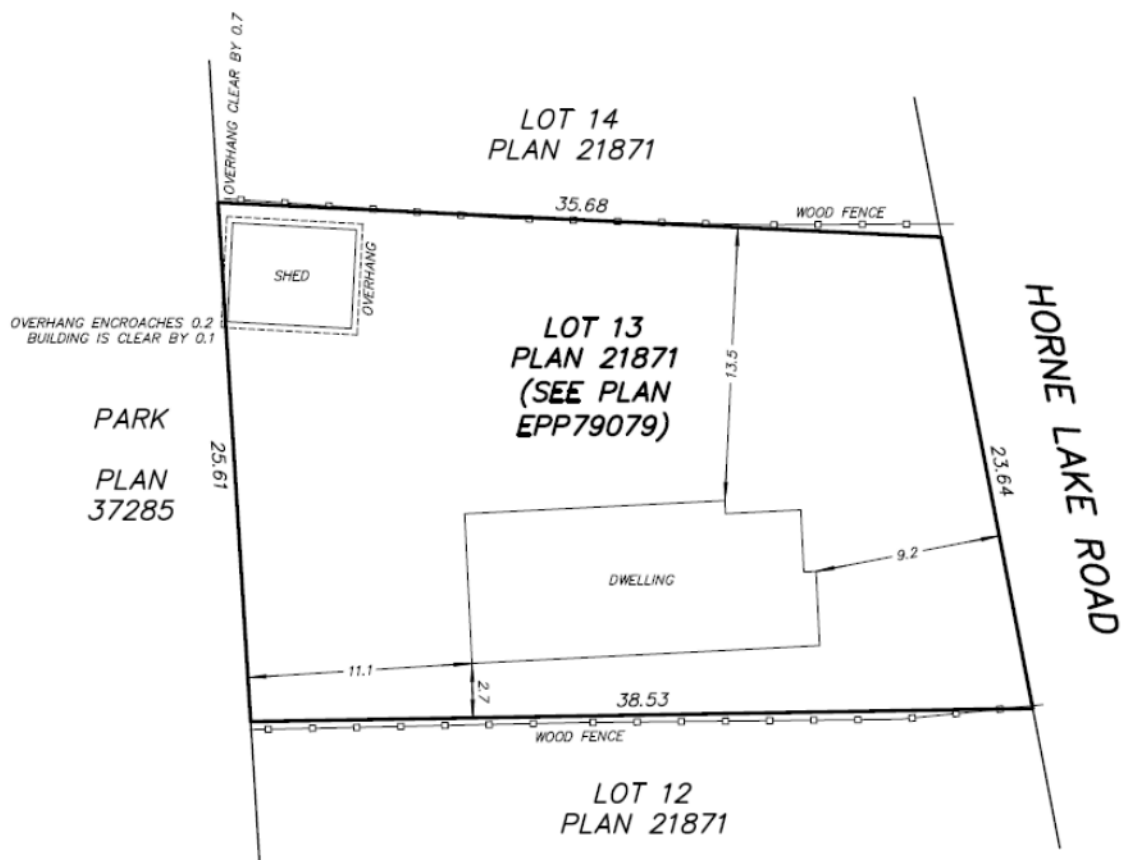 OVERHANG CLEAR BY 0.7
LOT 14
PLAN 21871
35.68
WOOD FENCE
SHED
OVERHANG
OVERHANG ENCROACHES 0.2
BUILDING IS CLEAR BY 0.1
LOT 13
PLAN 21871
(SEE PLAN
EPP79079)
13.5
HORNE LAKE ROAD
PARK
PLAN
37285
25.61
23.64
DWELLING
9.2
11.1
2.7
38.53
WOOD FENCE
LOT 12
PLAN 21871